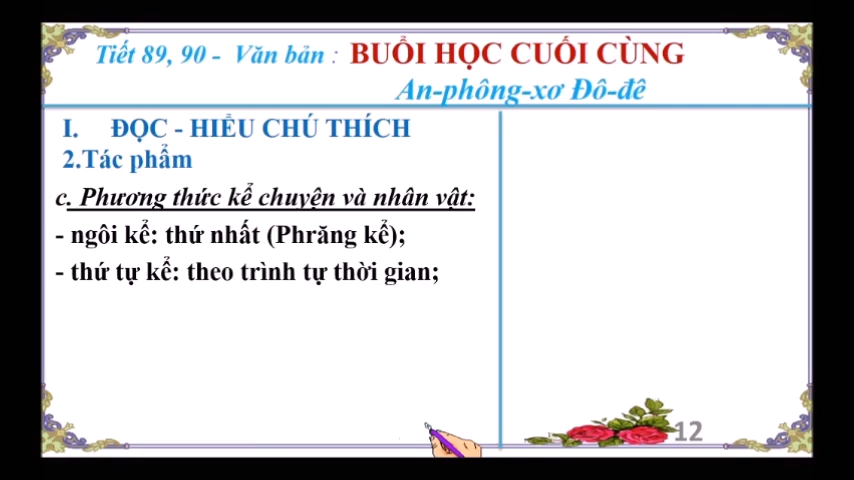 Tiết 89, 90 - Văn bản : BUỔI HỌC CUỐI CÙNG
An-phông-xơ Đô-đê
I. ĐỌC - HIỂU CHÚ THÍCH
2.Tác phẩm
c. Phương thức kể chuyện và nhân vật:
- ngôi kể: thứ nhất (Phrăng kể);
- thứ tự kể: theo trình tự thời gian;
12